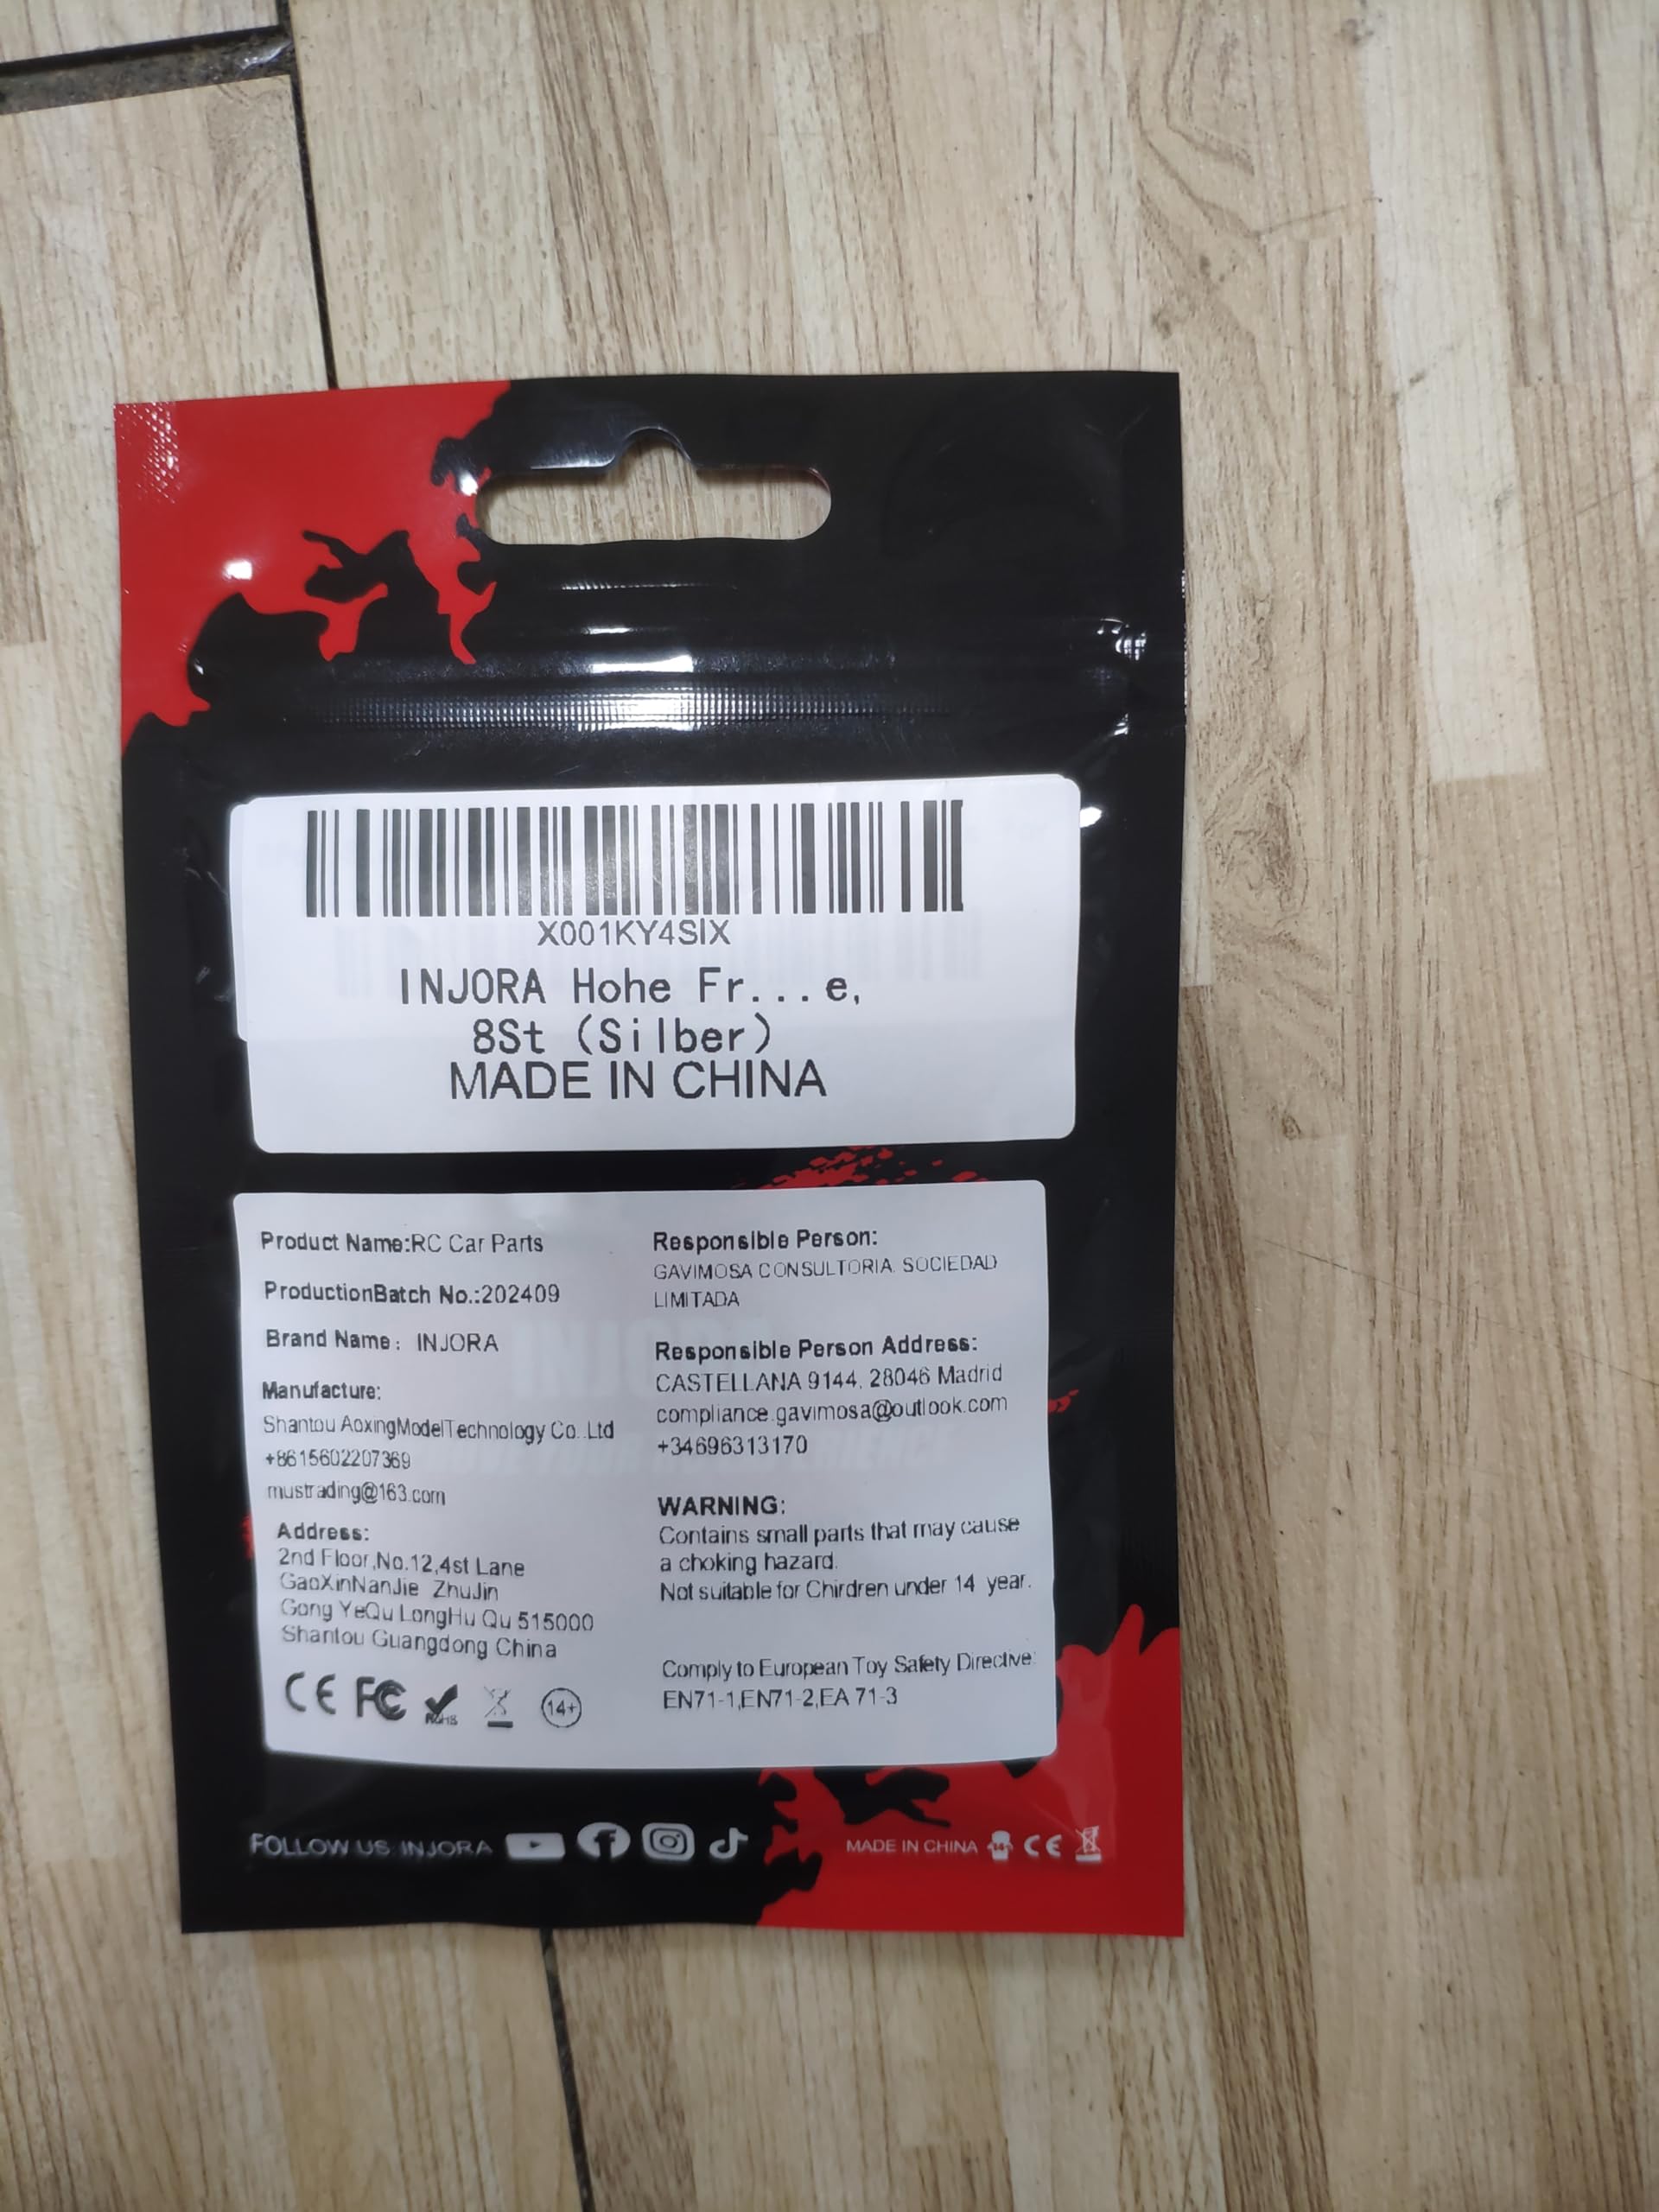 X001KY4SIX
INJORA Hohe Fr...e,
8St (Silber)
MADE IN CHINA
Product Name:RC Car Parts
ProductionBatch No.:202409
Brand Name: INJORA
Manufacture:
Shantou AoxingModelTechnology Co.,Ltd
+8615602207369
mustrading@163.com
Address:
2nd Floor,No.12,4st Lane
GaoXinNanJie ZhuJin
Gong YeQu LongHu Qu 515000
Shantou Guangdong China
CE FC RoHS 14+
Responsible Person:
GAVIMOSA CONSULTORIA. SOCIEDAD
LIMITADA
Responsible Person Address:
CASTELLANA 9144. 28046 Madrid
compliance.gavimosa@outlook.com
+34696313170
WARNING:
Contains small parts that may cause
a choking hazard.
Not suitable for Chirdren under 14 year.
Comply to European Toy Safety Directive:
EN71-1,EN71-2,EA 71-3
FOLLOW US INJORA
MADE IN CHINA 14+ CE